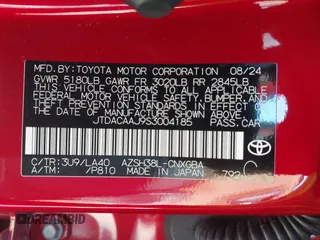 MFD. BY: TOYOTA MOTOR CORPORATION 08/24
GVWR 5180LB GAWR FR 3020LB RR 2845LB
THIS VEHICLE CONFORMS TO ALL APPLICABLE
FEDERAL MOTOR VEHICLE SAFETY, BUMPER,
AND THEFT PREVENTION STANDARDS IN EFFECT ON
THE DATE OF MANUFACTURE SHOWN ABOVE.
JTDACAAJ9S3004185 PASS.CAR
TOYOTA
C/TR:3U9/LA40 AZSH38L-CNXGBA
A/TM: /P810 MADE IN JAPAN 792
C